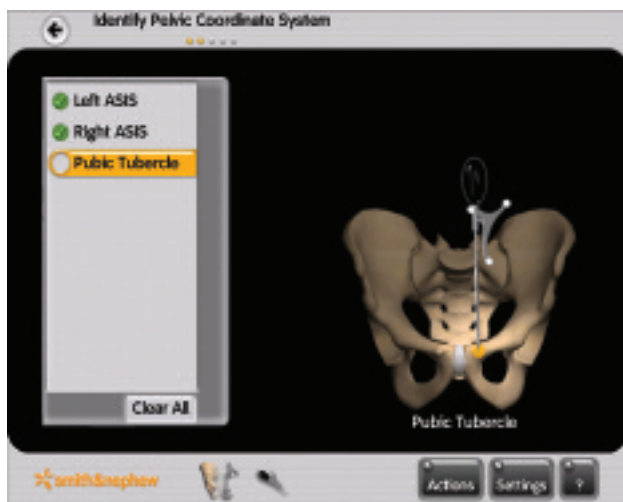 Identify Pelvic Coordinate System
Left ASIS
Right ASIS
Pubic Tubercle
Clear All
Pubic Tubercle
smith&nephew
Actions
Settings
?